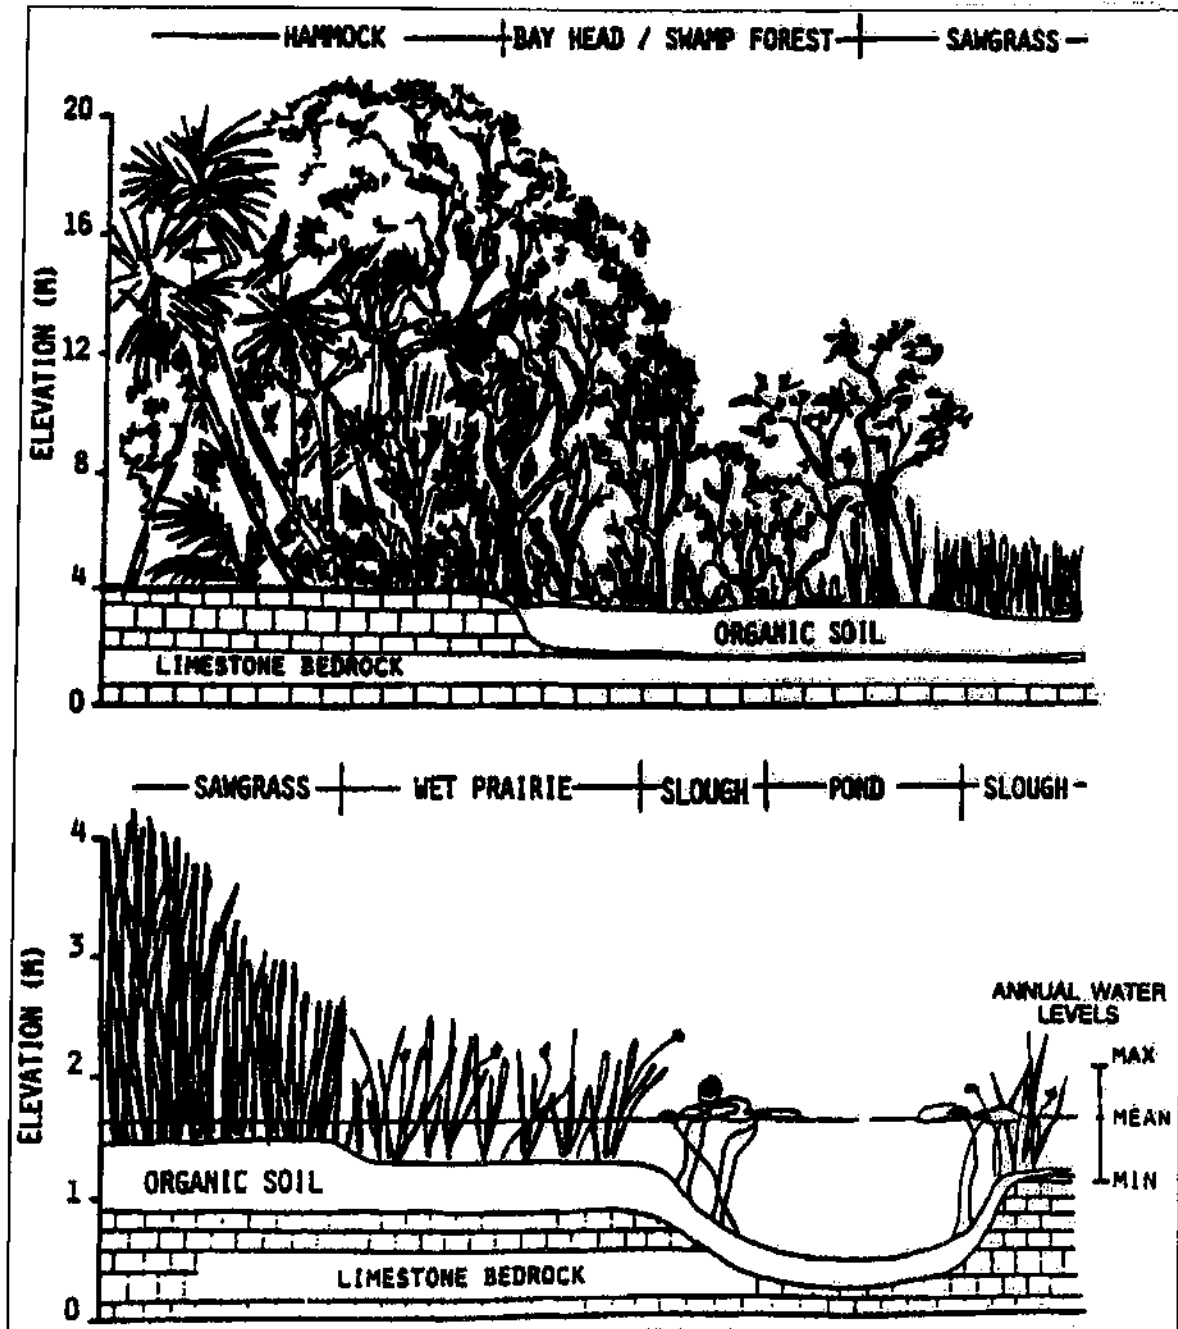 HAMMOCK BAY HEAD / SWAMP FOREST SAWGRASS
20
16
12
8
4
0
ELEVATION (M)
ORGANIC SOIL
LIMESTONE BEDROCK
SAWGRASS WET PRAIRIE SLOUGH POND SLOUGH
4
3
2
1
0
ELEVATION (M)
ANNUAL WATER
LEVELS
MAX
MEAN
MIN
ORGANIC SOIL
LIMESTONE BEDROCK